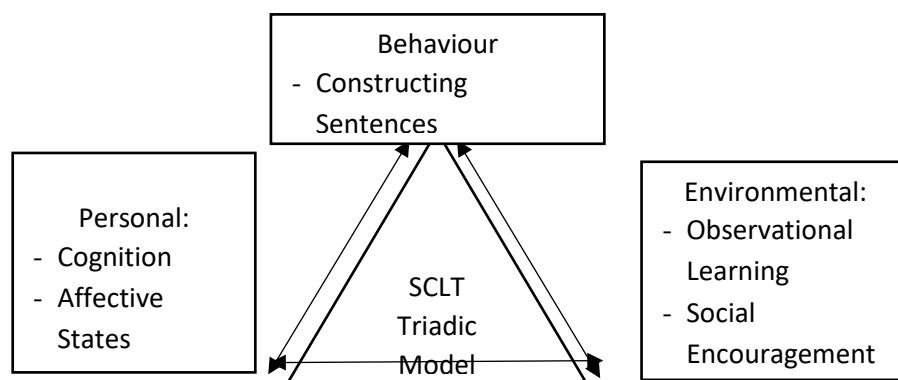 Behaviour
- Constructing
Sentences
Personal:
- Cognition
- Affective
States
SCLT
Triadic
Model
Environmental:
- Observational
Learning
- Social
Encouragement